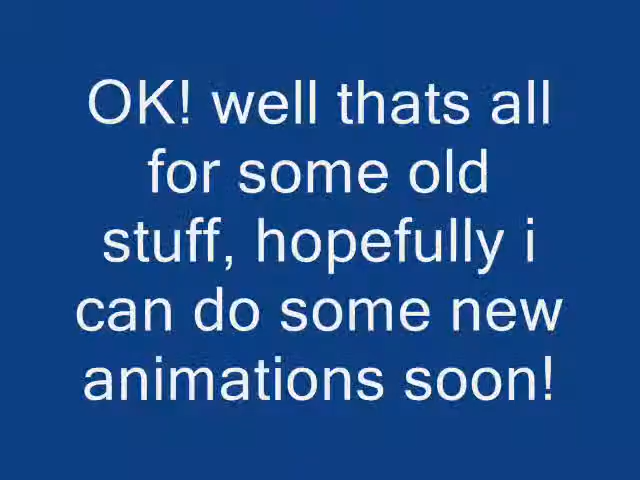 OK! well thats all
for some old
stuff, hopefully i
can do some new
animations soon!